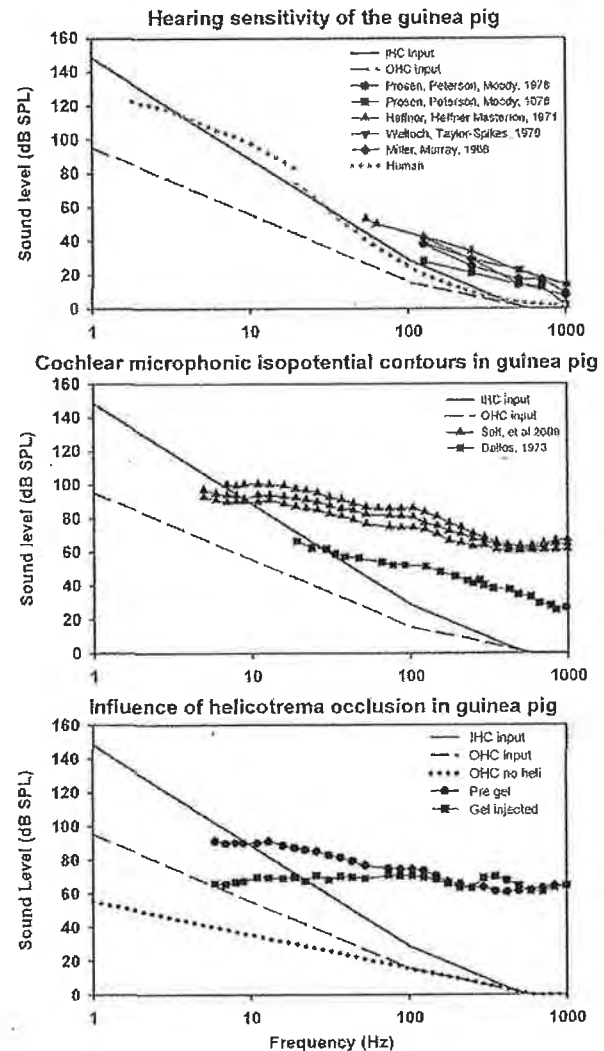 Hearing sensitivity of the guinea pig
160
140
120
100
80
60
40
20
0
Sound level (dB SPL)
IHC input
OHC input
Prosen, Peterson, Moody, 1978
Prosen, Peterson, Moody, 1978
Heffner, Heffner Masterton, 1971
Walloch, Taylor-Spikes, 1976
Miller, Murray, 1966
Human
1
10
100
1000
Cochlear microphonic isopotential contours in guinea pig
160
140
120
100
80
60
40
20
0
Sound level (dB SPL)
IHC input
OHC input
Salt, et al 2009
Dallos, 1973
1
10
100
1000
Influence of helicotrema occlusion in guinea pig
160
140
120
100
80
60
40
20
0
Sound Level (dB SPL)
IHC input
OHC input
OHC no heli
Pre gel
Gel injected
1
10
100
1000
Frequency (Hz)